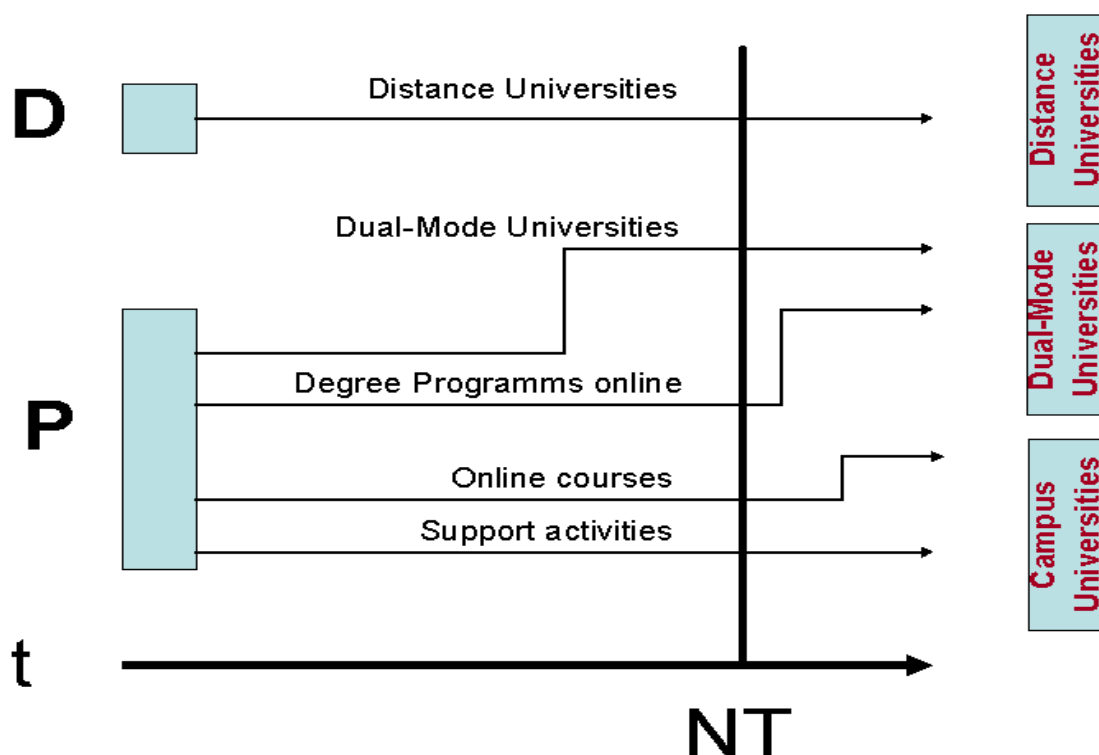 D
Distance Universities
Distance
Universities
Dual-Mode Universities
Dual-Mode
Universities
P
Degree Programms online
Online courses
Support activities
Campus
Universities
t
NT